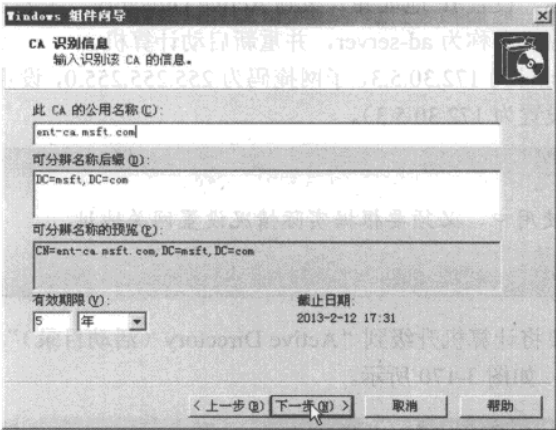 Windows 组件向导
CA 识别信息
输入识别该 CA 的信息。
此 CA 的公用名称(C):
ent-ca.msft.com
可分辨名称后缀(D):
DC=msft,DC=com
可分辨名称的预览(P):
CN=ent-ca.msft.com,DC=msft,DC=com
有效期限(V):
截止日期:
5 年
2013-2-12 17:31
< 上一步(B) 下一步(N) > 取消 帮助